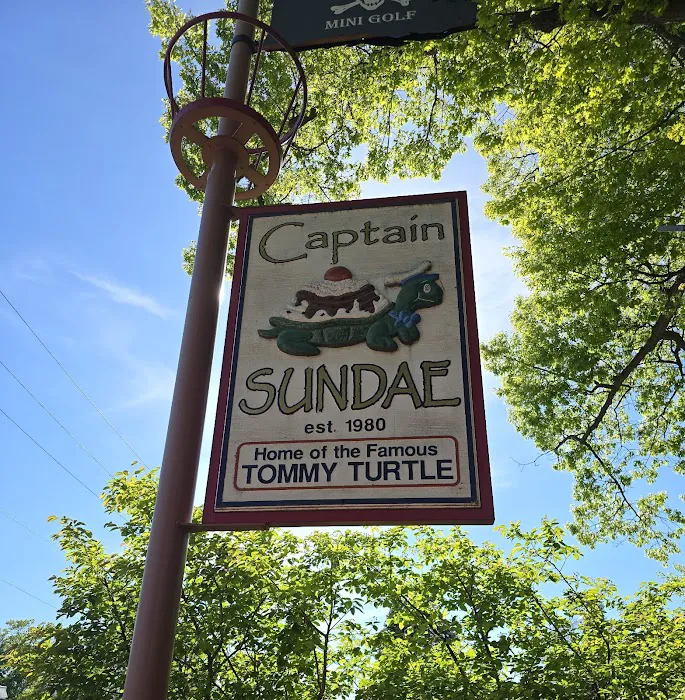 MINI GOLF
Captain
SUNDAE
est. 1980
Home of the Famous
TOMMY TURTLE